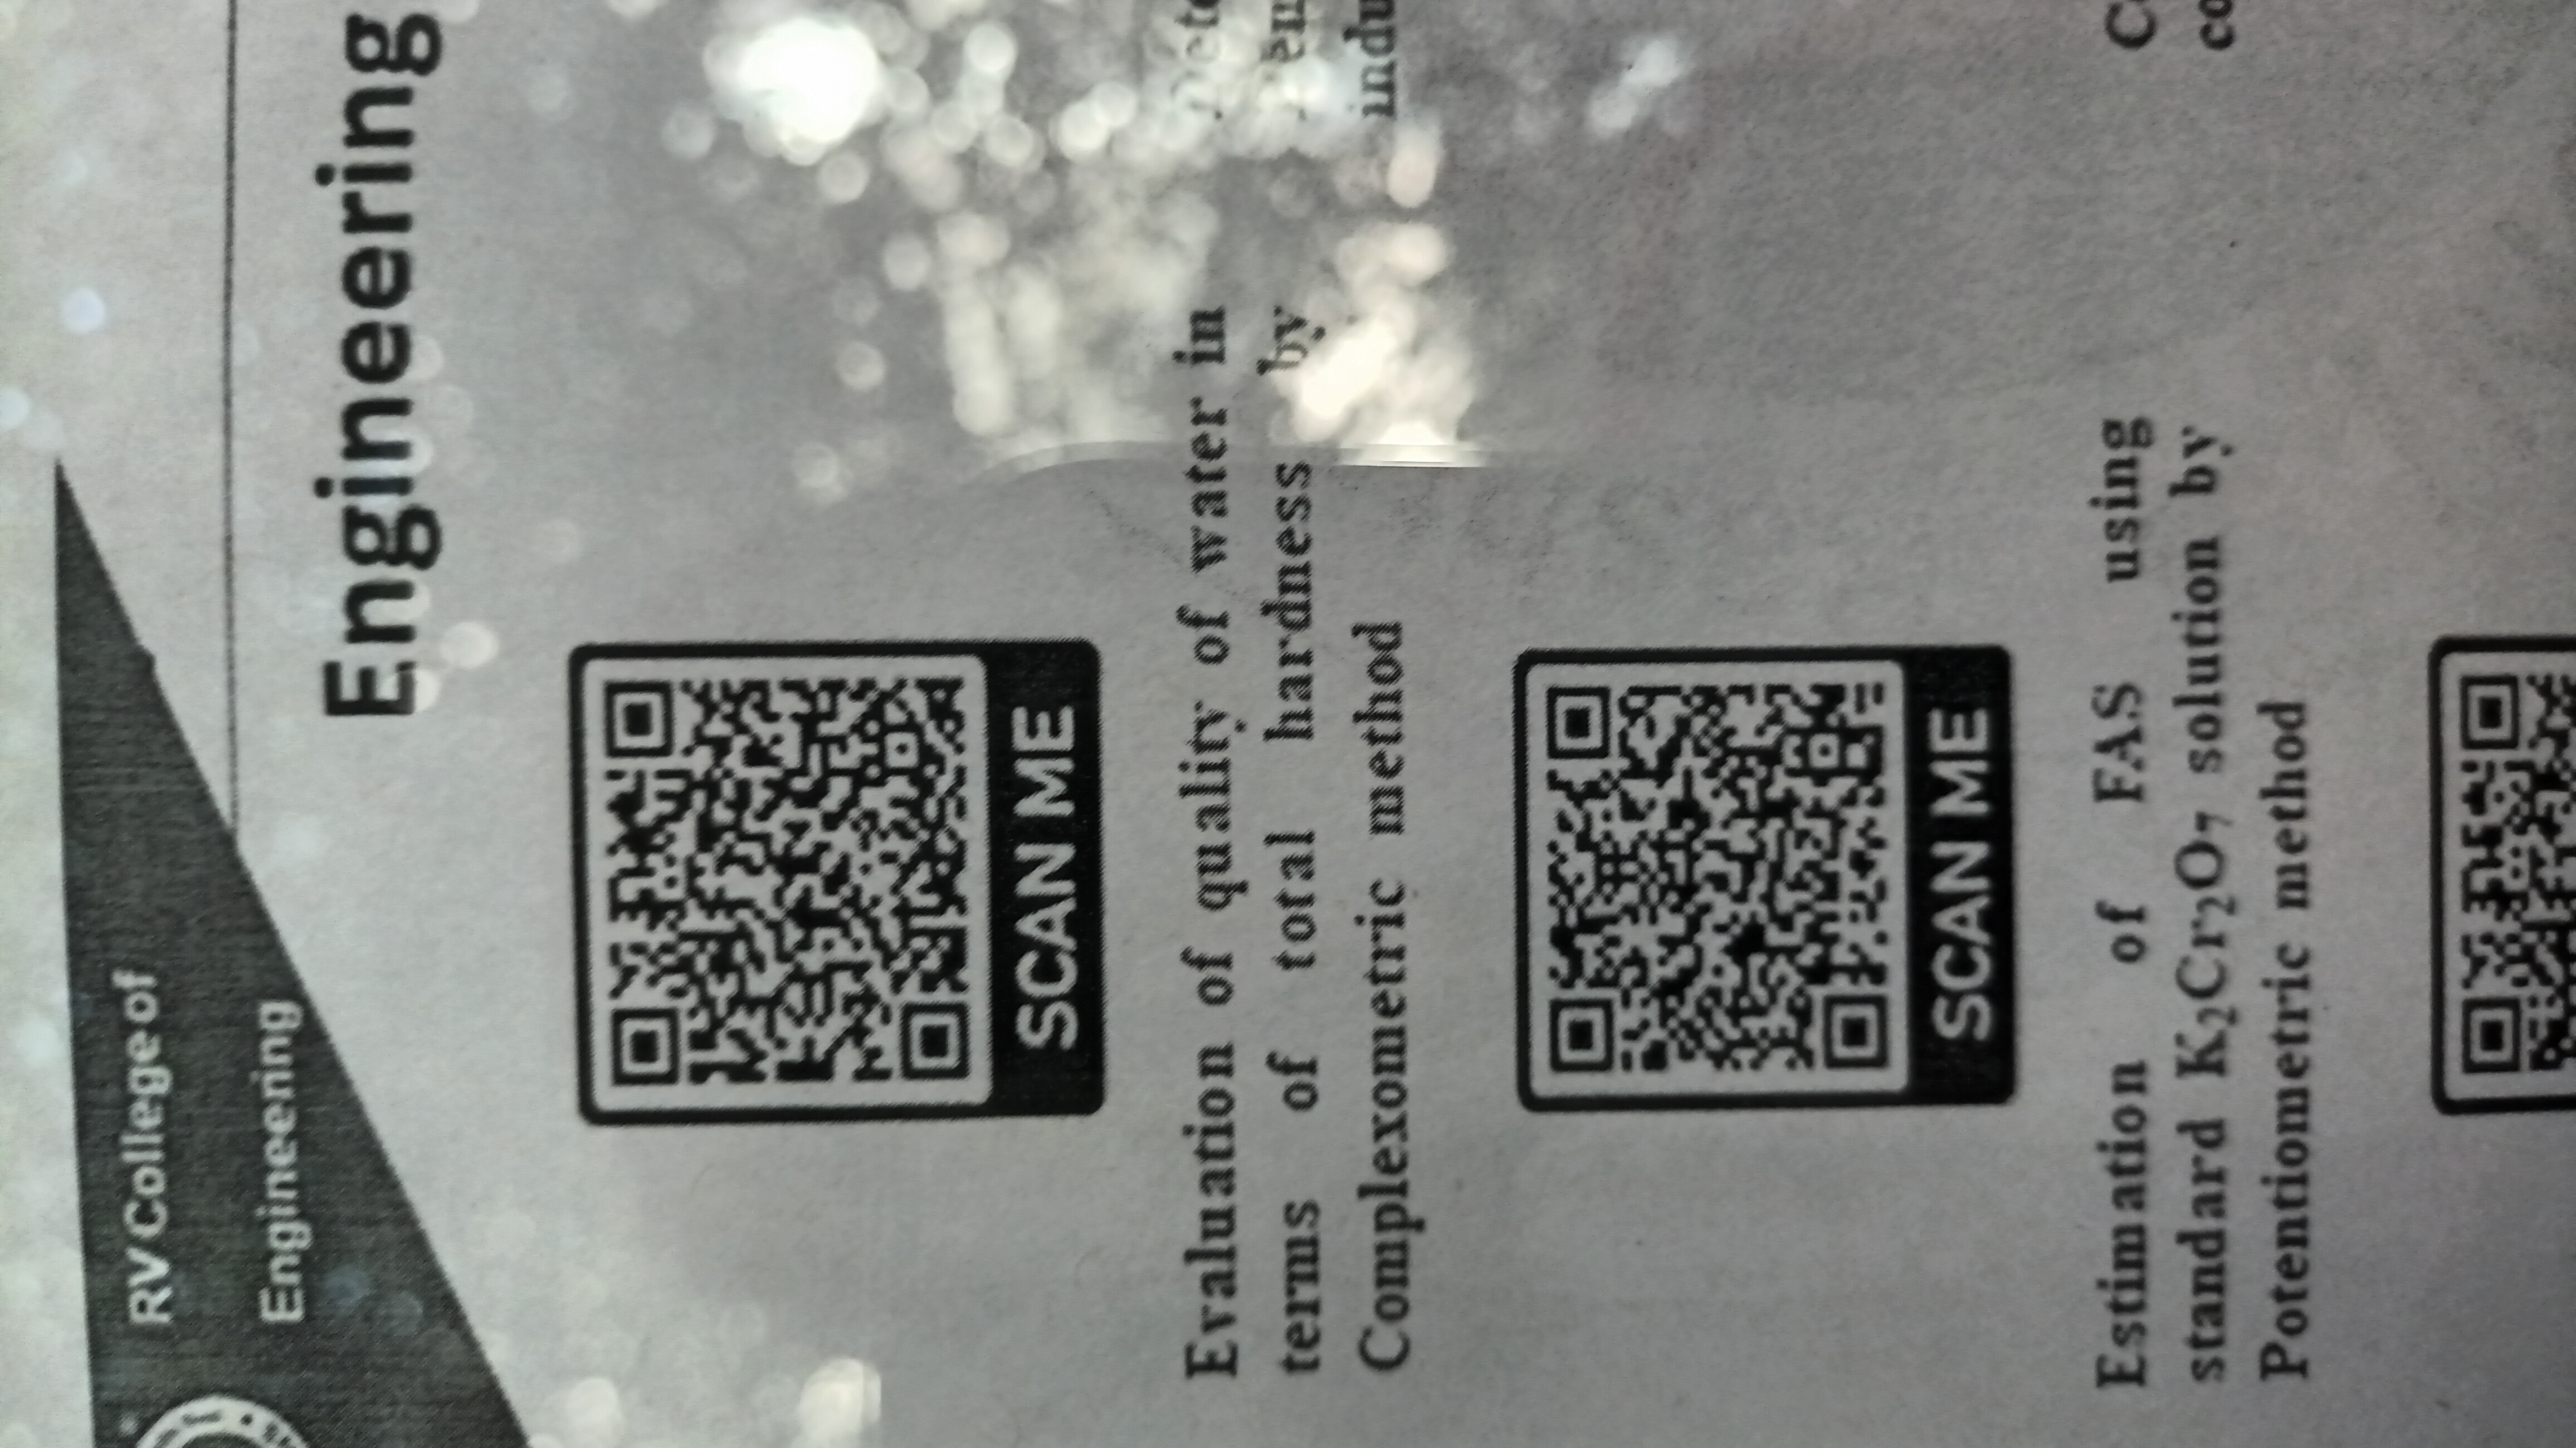 RV College of
Engineering
Engineering
SCAN ME
Evaluation of quality of water in
terms of total hardness by
Complexometric method
indu
SCAN ME
Estimation of FAS using
standard K₂Cr₂O₇ solution by
Potentiometric method
co